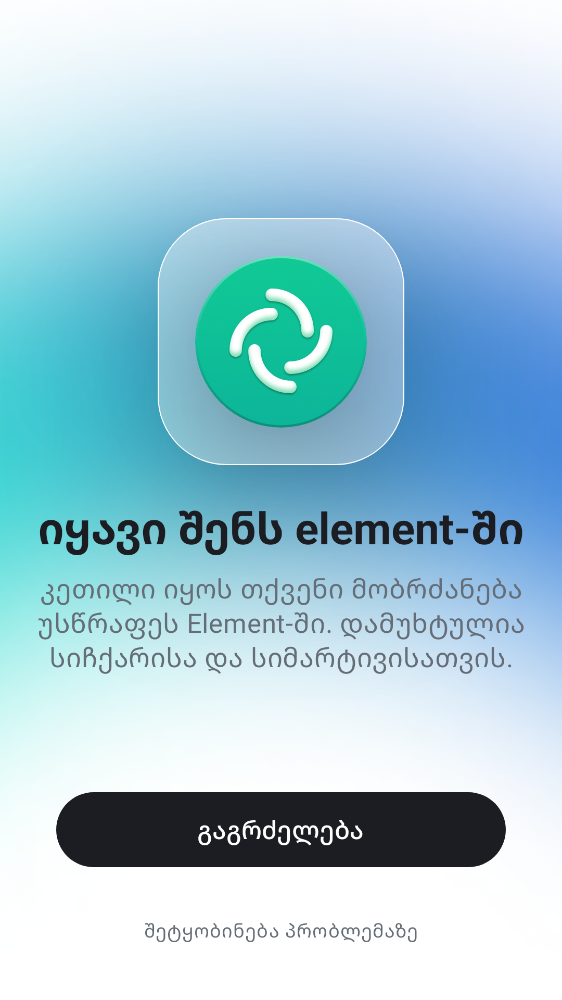 იყავი შენს element-ში
კეთილი იყოს თქვენი მობრძანება
უსწრაფეს Element-ში. დამუხტულია
სიჩქარისა და სიმარტივისათვის.
გაგრძელება
შეტყობინება პრობლემაზე